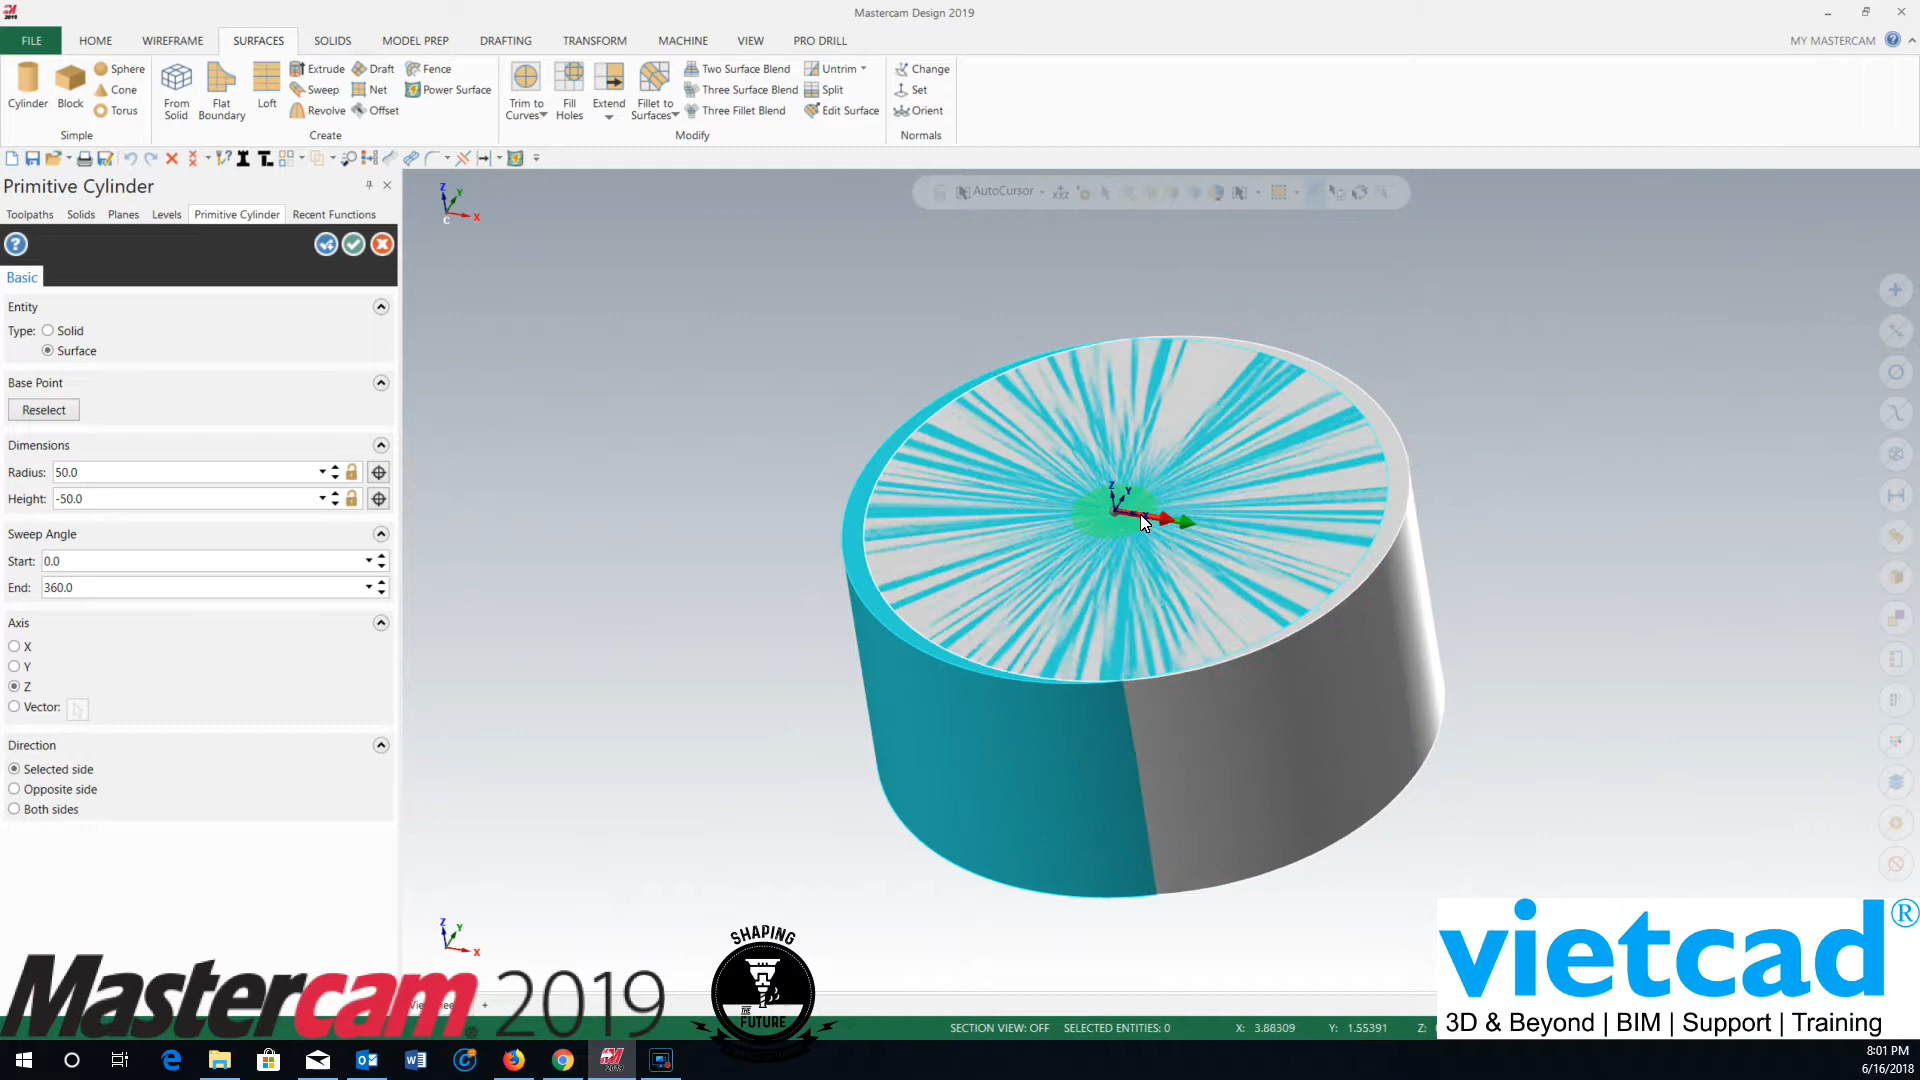 2019
Mastercam Design 2019
FILE HOME WIREFRAME SURFACES SOLIDS MODEL PREP DRAFTING TRANSFORM MACHINE VIEW PRO DRILL MY MASTERCAM
Cylinder Block Sphere Cone Torus
Simple
From Solid Flat Boundary Loft Extrude Draft Fence
Sweep Net Power Surface
Revolve Offset
Create
Trim to Curves Fill Holes Extend Fillet to Surfaces
Two Surface Blend Untrim
Three Surface Blend Split
Three Fillet Blend Edit Surface
Modify
Change
Set
Orient
Normals
Primitive Cylinder
Toolpaths Solids Planes Levels Primitive Cylinder Recent Functions
Basic
Entity
Type: Solid
Surface
Base Point
Reselect
Dimensions
Radius: 50.0
Height: -50.0
Sweep Angle
Start: 0.0
End: 360.0
Axis
X
Y
Z
Vector:
Direction
Selected side
Opposite side
Both sides
AutoCursor
Z Y X
C
Z Y
Z Y X
Mastercam® 2019
SHAPING
THE
FUTURE
vietcad®
3D & Beyond | BIM | Support | Training
SECTION VIEW: OFF SELECTED ENTITIES: 0 X: 3.88309 Y: 1.55391 Z:
8:01 PM
6/16/2018